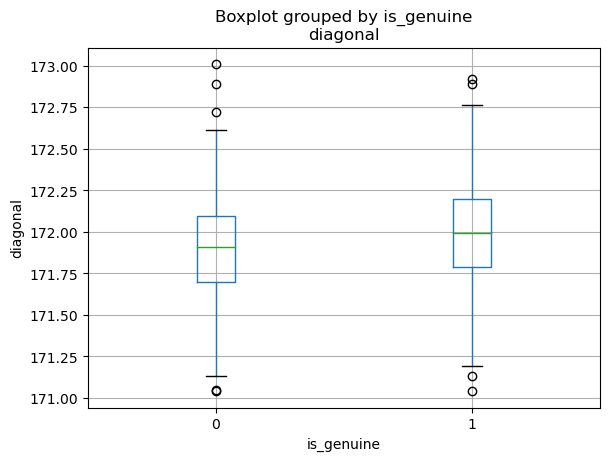 Boxplot grouped by is_genuine
diagonal
173.00
172.75
172.50
172.25
172.00
171.75
171.50
171.25
171.00
diagonal
0
1
is_genuine